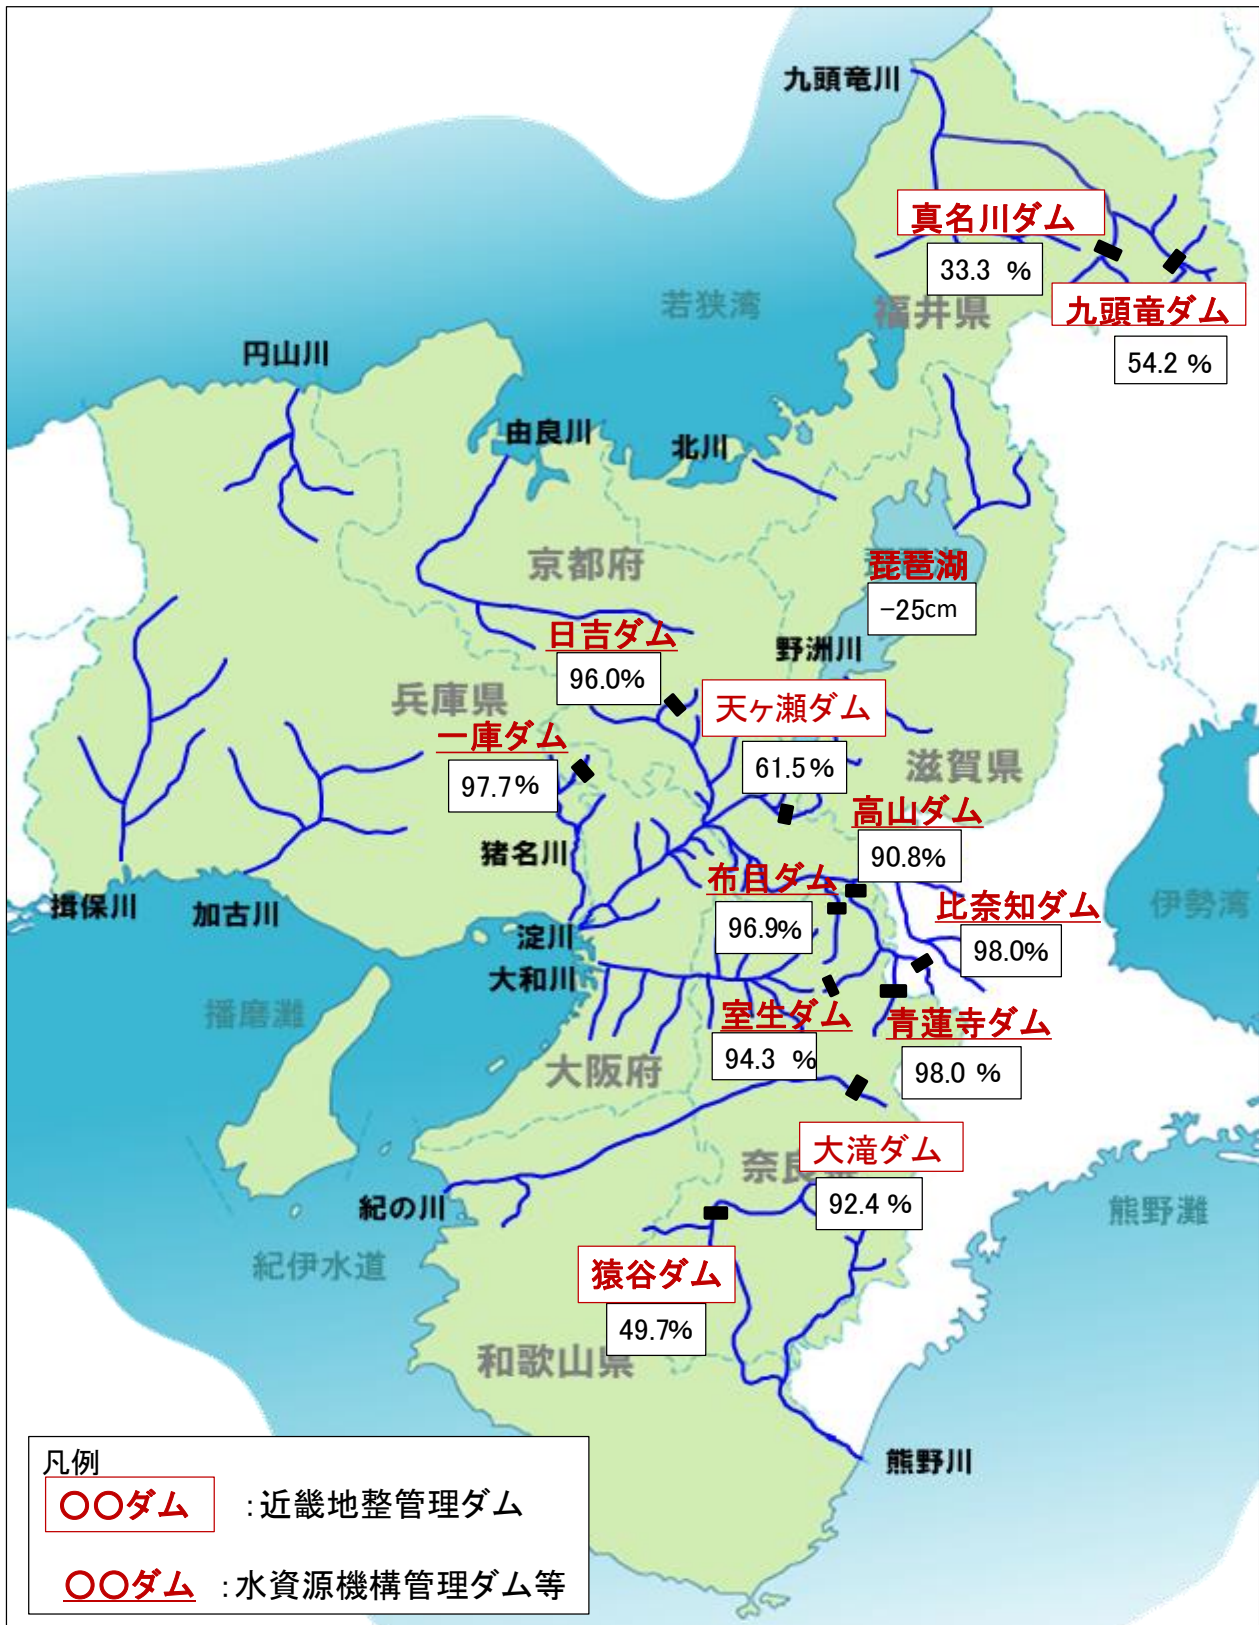 九頭竜川
真名川ダム
33.3 %
九頭竜ダム
54.2 %
若狭湾
福井県
円山川
由良川
北川
京都府
琵琶湖
-25cm
日吉ダム
96.0%
野洲川
兵庫県
天ヶ瀬ダム
61.5%
一庫ダム
97.7%
滋賀県
高山ダム
90.8%
猪名川
布目ダム
96.9%
比奈知ダム
98.0%
揖保川
加古川
淀川
大和川
伊勢湾
播磨灘
室生ダム
94.3 %
青蓮寺ダム
98.0 %
大阪府
大滝ダム
92.4 %
奈良県
紀の川
熊野灘
紀伊水道
猿谷ダム
49.7%
和歌山県
熊野川
凡例
〇〇ダム :近畿地整管理ダム
〇〇ダム :水資源機構管理ダム等